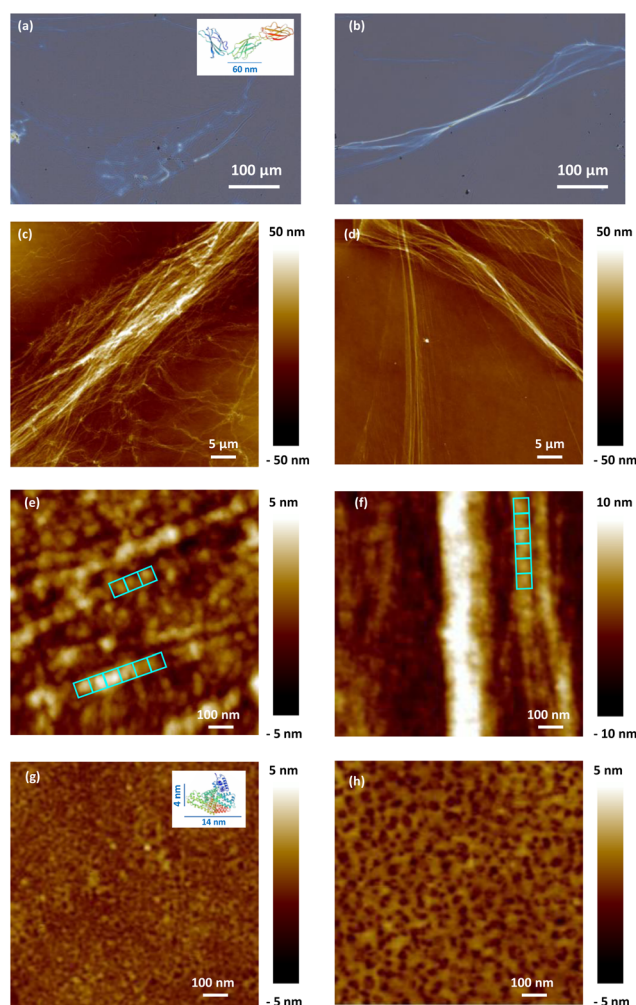 (a)
60 nm
100 µm
(b)
100 µm
(c)
5 µm
50 nm
- 50 nm
(d)
5 µm
50 nm
- 50 nm
(e)
100 nm
5 nm
- 5 nm
(f)
100 nm
10 nm
- 10 nm
(g)
4 nm
14 nm
100 nm
5 nm
- 5 nm
(h)
100 nm
5 nm
- 5 nm